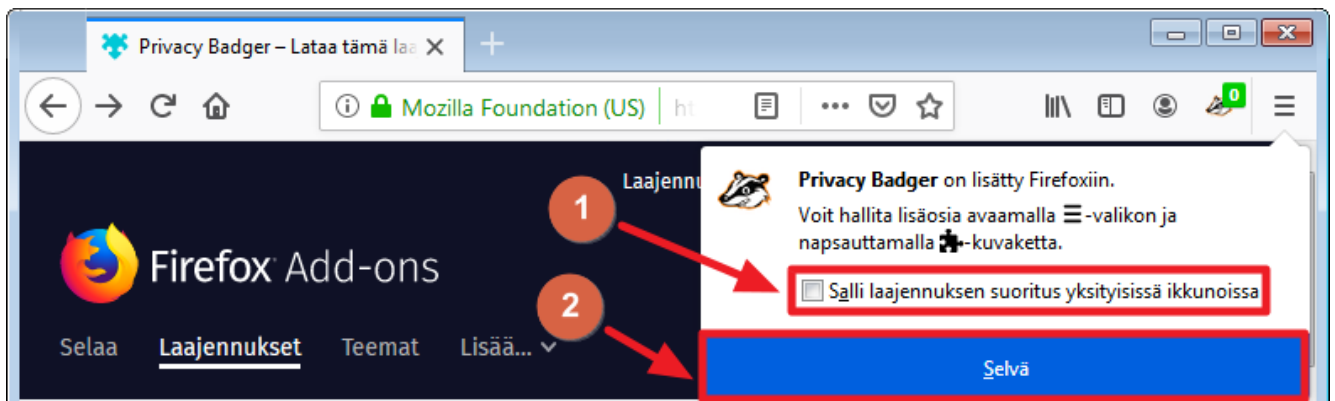 Privacy Badger – Lataa tämä laa
Mozilla Foundation (US) ht
0
Laajennu
Privacy Badger on lisätty Firefoxiin.
Voit hallita lisäosia avaamalla ☰-valikon ja
napsauttamalla -kuvaketta.
1
Salli laajennuksen suoritus yksityisissä ikkunoissa
Firefox Add-ons
2
Selaa Laajennukset Teemat Lisää...
Selvä